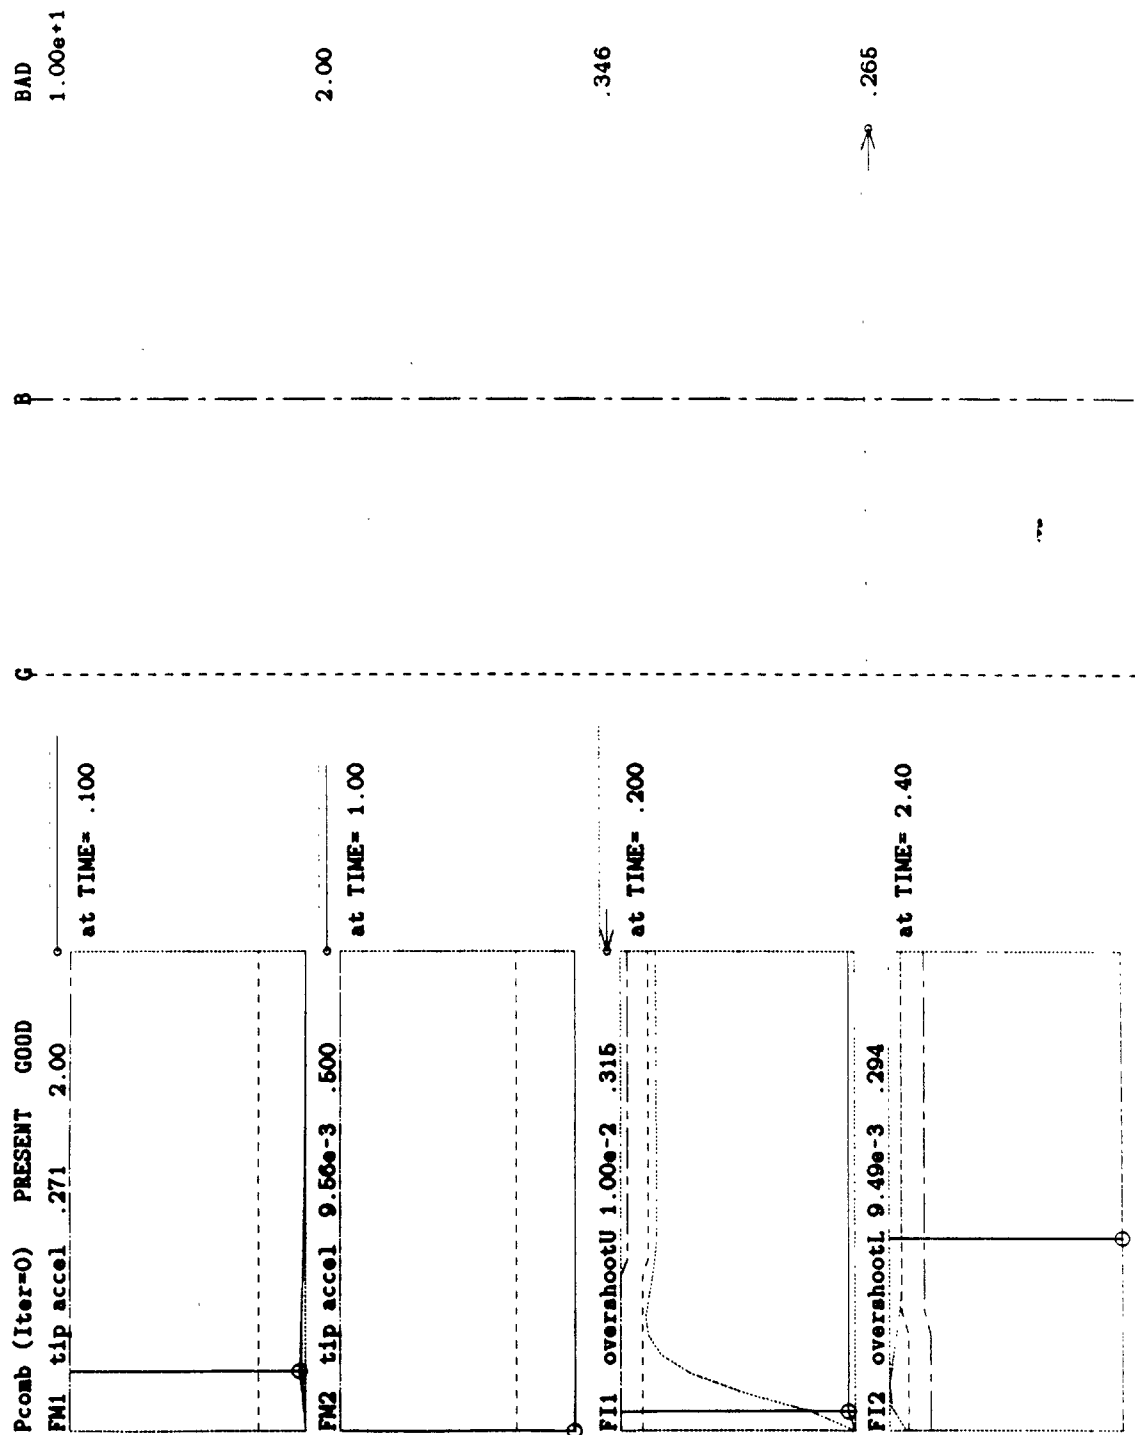 Pcomb (Iter=0) PRESENT GOOD G B BAD
FM1 tip accel .271 2.00 1.00e+1
at TIME= .100
FM2 tip accel 9.56e-3 .500 2.00
at TIME= 1.00
FI1 overshootU 1.00e-2 .315 .346
at TIME= .200
FI2 overshootL 9.49e-3 .294 .265
at TIME= 2.40